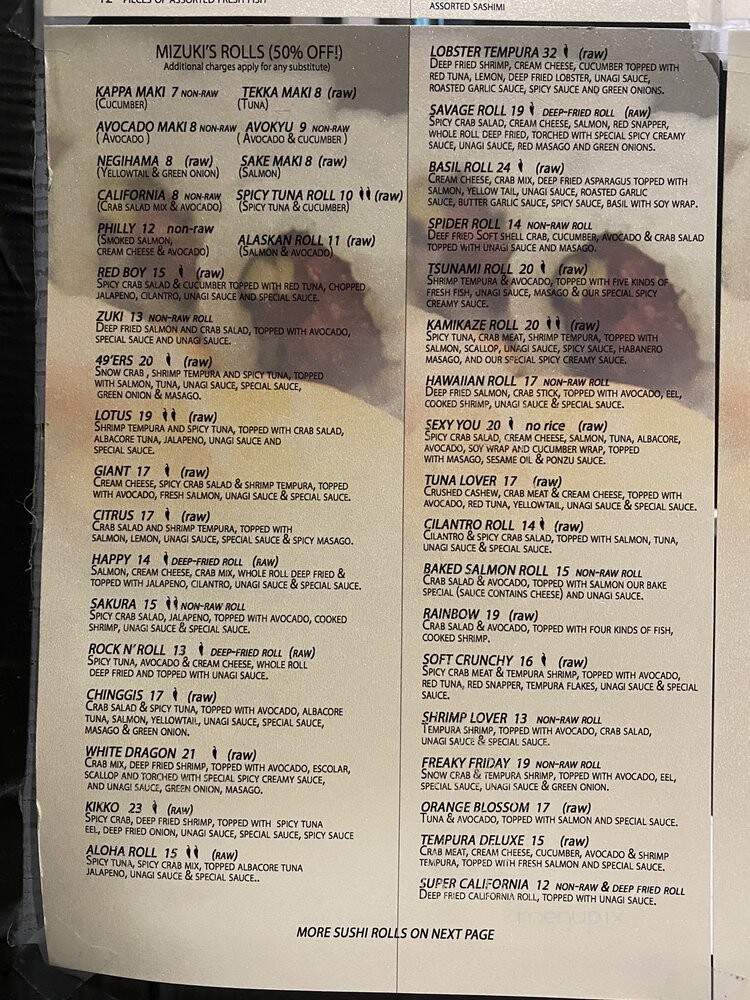 12 PIECES OF ASSORTED FRESH FISH
MIZUKI'S ROLLS (50% OFF!)
Additional charges apply for any substitute)
KAPPA MAKI 7 NON-RAW TEKKA MAKI 8 (raw)
(CUCUMBER) (TUNA)
AVOCADO MAKI 8 NON-RAW AVOKYU 9 NON-RAW
( AVOCADO ) ( AVOCADO & CUCUMBER )
NEGIHAMA 8 (raw) SAKE MAKI 8 (raw)
(YELLOWTAIL & GREEN ONION) (SALMON)
CALIFORNIA 8 NON-RAW SPICY TUNA ROLL 10 (raw)
(CRAB SALAD MIX & AVOCADO) (SPICY TUNA & CUCUMBER)
PHILLY 12 non-raw
(SMOKED SALMON, ALASKAN ROLL 11 (raw)
CREAM CHEESE & AVOCADO) (SALMON & AVOCADO)
RED BOY 15 (raw)
SPICY CRAB SALAD & CUCUMBER TOPPED WITH RED TUNA, CHOPPED
JALAPENO, CILANTRO, UNAGI SAUCE AND SPECIAL SAUCE.
ZUKI 13 NON-RAW ROLL
DEEP FRIED SALMON AND CRAB SALAD, TOPPED WITH AVOCADO,
SPECIAL SAUCE AND UNAGI SAUCE.
49'ERS 20 (raw)
SNOW CRAB , SHRIMP TEMPURA AND SPICY TUNA, TOPPED
WITH SALMON, TUNA, UNAGI SAUCE, SPECIAL SAUCE,
GREEN ONION & MASAGO.
LOTUS 19 (raw)
SHRIMP TEMPURA AND SPICY TUNA, TOPPED WITH CRAB SALAD,
ALBACORE TUNA, JALAPENO, UNAGI SAUCE AND
SPECIAL SAUCE.
GIANT 17 (raw)
CREAM CHEESE, SPICY CRAB SALAD & SHRIMP TEMPURA, TOPPED
WITH AVOCADO, FRESH SALMON, UNAGI SAUCE & SPECIAL SAUCE.
CITRUS 17 (raw)
CRAB SALAD AND SHRIMP TEMPURA, TOPPED WITH
SALMON, LEMON, UNAGI SAUCE, SPECIAL SAUCE & SPICY MASAGO.
HAPPY 14 DEEP-FRIED ROLL (RAW)
SALMON, CREAM CHEESE, CRAB MIX, WHOLE ROLL DEEP FRIED &
TOPPED WITH JALAPENO, CILANTRO, UNAGI SAUCE & SPECIAL SAUCE.
SAKURA 15 NON-RAW ROLL
SPICY CRAB SALAD, JALAPENO, TOPPED WITH AVOCADO, COOKED
SHRIMP, UNAGI SAUCE & SPECIAL SAUCE.
ROCK N' ROLL 13 DEEP-FRIED ROLL (RAW)
SPICY TUNA, AVOCADO & CREAM CHEESE, WHOLE ROLL
DEEP FRIED AND TOPPED WITH UNAGI SAUCE.
CHINGGIS 17 (raw)
CRAB SALAD & SPICY TUNA, TOPPED WITH AVOCADO, ALBACORE
TUNA, SALMON, YELLOWTAIL, UNAGI SAUCE, SPECIAL SAUCE,
MASAGO & GREEN ONION.
WHITE DRAGON 21 (raw)
CRAB MIX, DEEP FRIED SHRIMP, TOPPED WITH AVOCADO, ESCOLAR,
SCALLOP AND TORCHED WITH SPECIAL SPICY CREAMY SAUCE,
AND UNAGI SAUCE, GREEN ONION, MASAGO.
KIKKO 23 (RAW)
SPICY CRAB, DEEP FRIED SHRIMP, TOPPED WITH SPICY TUNA
EEL, DEEP FRIED ONION, UNAGI SAUCE, SPECIAL SAUCE, SPICY SAUCE
ALOHA ROLL 15 (RAW)
SPICY TUNA, SPICY CRAB MIX, TOPPED ALBACORE TUNA
JALAPENO, UNAGI SAUCE & SPECIAL SAUCE..
ASSORTED SASHIMI
LOBSTER TEMPURA 32 (raw)
DEEP FRIED SHRIMP, CREAM CHEESE, CUCUMBER TOPPED WITH
RED TUNA, LEMON, DEEP FRIED LOBSTER, UNAGI SAUCE,
ROASTED GARLIC SAUCE, SPICY SAUCE AND GREEN ONIONS.
SAVAGE ROLL 19 DEEP-FRIED ROLL (RAW)
SPICY CRAB SALAD, CREAM CHEESE, SALMON, RED SNAPPER,
WHOLE ROLL DEEP FRIED, TORCHED WITH SPECIAL SPICY CREAMY
SAUCE, UNAGI SAUCE, RED MASAGO AND GREEN ONIONS.
BASIL ROLL 24 (raw)
CREAM CHEESE, CRAB MIX, DEEP FRIED ASPARAGUS TOPPED WITH
SALMON, YELLOW TAIL, UNAGI SAUCE, ROASTED GARLIC
SAUCE, BUTTER GARLIC SAUCE, SPICY SAUCE, BASIL WITH SOY WRAP.
SPIDER ROLL 14 NON-RAW ROLL
DEEP FRIED SOFT SHELL CRAB, CUCUMBER, AVOCADO & CRAB SALAD
TOPPED WITH UNAGI SAUCE AND MASAGO.
TSUNAMI ROLL 20 (raw)
SHRIMP TEMPURA & AVOCADO, TOPPED WITH FIVE KINDS OF
FRESH FISH, UNAGI SAUCE, MASAGO & OUR SPECIAL SPICY
CREAMY SAUCE.
KAMIKAZE ROLL 20 (raw)
SPICY TUNA, CRAB MEAT, SHRIMP TEMPURA, TOPPED WITH
SALMON, SCALLOP, UNAGI SAUCE, SPICY SAUCE, HABANERO
MASAGO, AND OUR SPECIAL SPICY CREAMY SAUCE.
HAWAIIAN ROLL 17 NON-RAW ROLL
DEEP FRIED SALMON, CRAB STICK, TOPPED WITH AVOCADO, EEL,
COOKED SHRIMP, UNAGI SAUCE & SPECIAL SAUCE.
SEXY YOU 20 no rice (raw)
SPICY CRAB SALAD, CREAM CHEESE, SALMON, TUNA, ALBACORE,
AVOCADO, SOY WRAP AND CUCUMBER WRAP, TOPPED
WITH MASAGO, SESAME OIL & PONZU SAUCE.
TUNA LOVER 17 (raw)
CRUSHED CASHEW, CRAB MEAT & CREAM CHEESE, TOPPED WITH
AVOCADO, RED TUNA, YELLOWTAIL, UNAGI SAUCE & SPECIAL SAUCE.
CILANTRO ROLL 14 (raw)
CILANTRO & SPICY CRAB SALAD, TOPPED WITH SALMON, TUNA,
UNAGI SAUCE & SPECIAL SAUCE.
BAKED SALMON ROLL 15 NON-RAW ROLL
CRAB SALAD & AVOCADO, TOPPED WITH SALMON OUR BAKE
SPECIAL (SAUCE CONTAINS CHEESE) AND UNAGI SAUCE.
RAINBOW 19 (raw)
CRAB SALAD & AVOCADO, TOPPED WITH FOUR KINDS OF FISH,
COOKED SHRIMP.
SOFT CRUNCHY 16 (raw)
SPICY CRAB MEAT & TEMPURA SHRIMP, TOPPED WITH AVOCADO,
RED TUNA, RED SNAPPER, TEMPURA FLAKES, UNAGI SAUCE & SPECIAL
SAUCE.
SHRIMP LOVER 13 NON-RAW ROLL
TEMPURA SHRIMP, TOPPED WITH AVOCADO, CRAB SALAD,
UNAGI SAUCE & SPECIAL SAUCE.
FREAKY FRIDAY 19 NON-RAW ROLL
SNOW CRAB & TEMPURA SHRIMP, TOPPED WITH AVOCADO, EEL,
SPECIAL SAUCE, UNAGI SAUCE & GREEN ONION.
ORANGE BLOSSOM 17 (raw)
TUNA & AVOCADO, TOPPED WITH SALMON AND SPECIAL SAUCE.
TEMPURA DELUXE 15 (raw)
CRAB MEAT, CREAM CHEESE, CUCUMBER, AVOCADO & SHRIMP
TEMPURA, TOPPED WITH FRESH SALMON AND SPECIAL SAUCE.
SUPER CALIFORNIA 12 NON-RAW & DEEP FRIED ROLL
DEEP FRIED CALIFORNIA ROLL, TOPPED WITH UNAGI SAUCE.
menupix
MORE SUSHI ROLLS ON NEXT PAGE